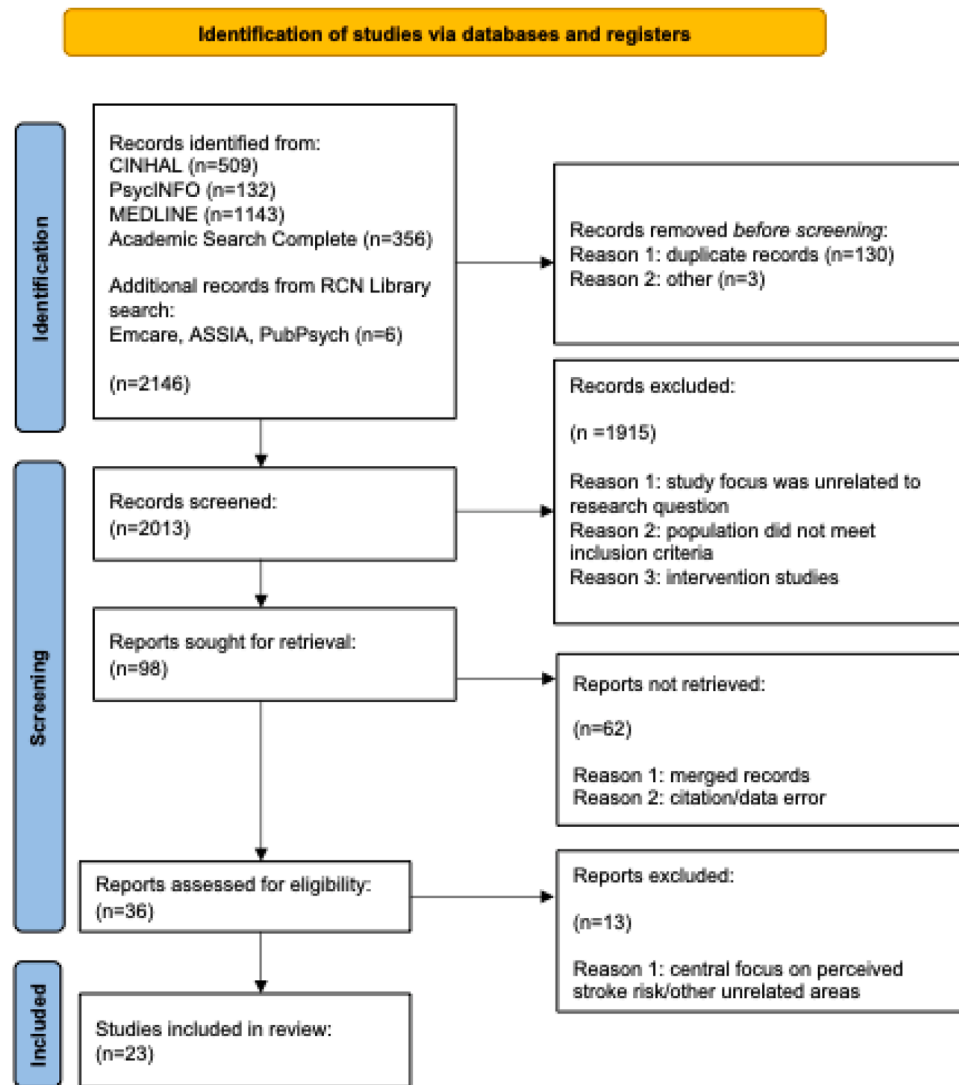 Identification of studies via databases and registers
Identification
Records identified from:
CINHAL (n=509)
PsycINFO (n=132)
MEDLINE (n=1143)
Academic Search Complete (n=356)
Additional records from RCN Library
search:
Emcare, ASSIA, PubPsych (n=6)
(n=2146)
Records removed before screening:
Reason 1: duplicate records (n=130)
Reason 2: other (n=3)
Screening
Records screened:
(n=2013)
Records excluded:
(n =1915)
Reason 1: study focus was unrelated to
research question
Reason 2: population did not meet
inclusion criteria
Reason 3: intervention studies
Reports sought for retrieval:
(n=98)
Reports not retrieved:
(n=62)
Reason 1: merged records
Reason 2: citation/data error
Reports assessed for eligibility:
(n=36)
Reports excluded:
(n=13)
Reason 1: central focus on perceived
stroke risk/other unrelated areas
Included
Studies included in review:
(n=23)